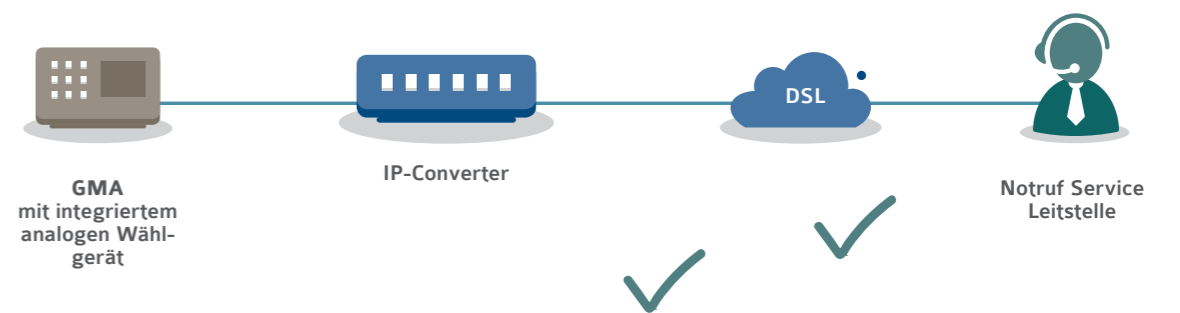 DSL
IP-Converter
GMA
mit integriertem
analogen Wähl-
gerät
Notruf Service
Leitstelle